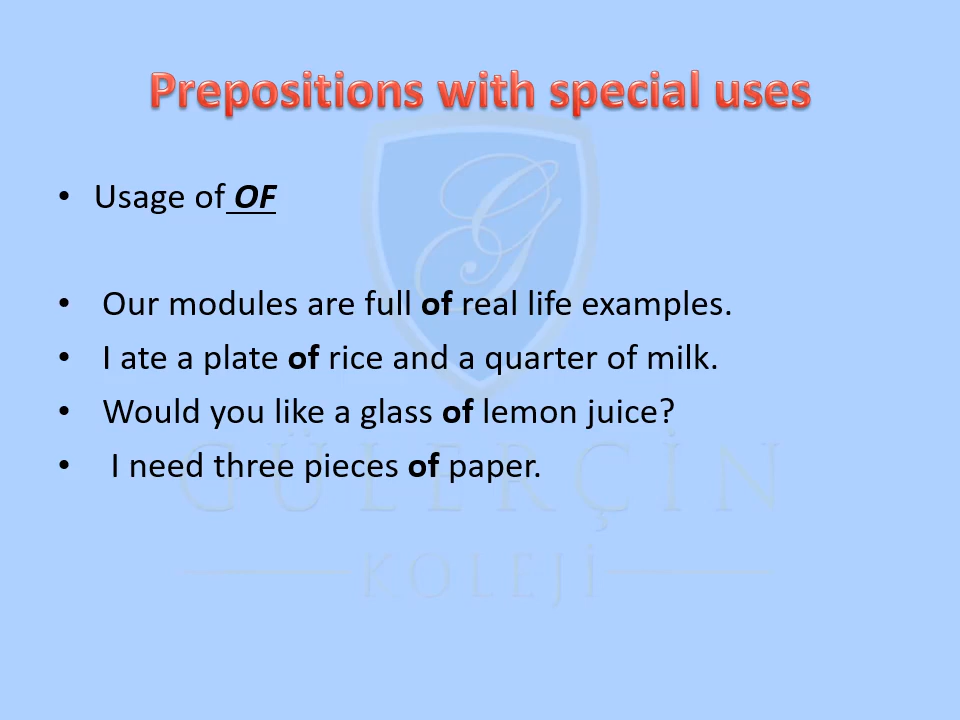 Prepositions with special uses
• Usage of OF
• Our modules are full of real life examples.
• I ate a plate of rice and a quarter of milk.
• Would you like a glass of lemon juice?
• I need three pieces of paper.
GÜLERÇİN
KOLEJİ